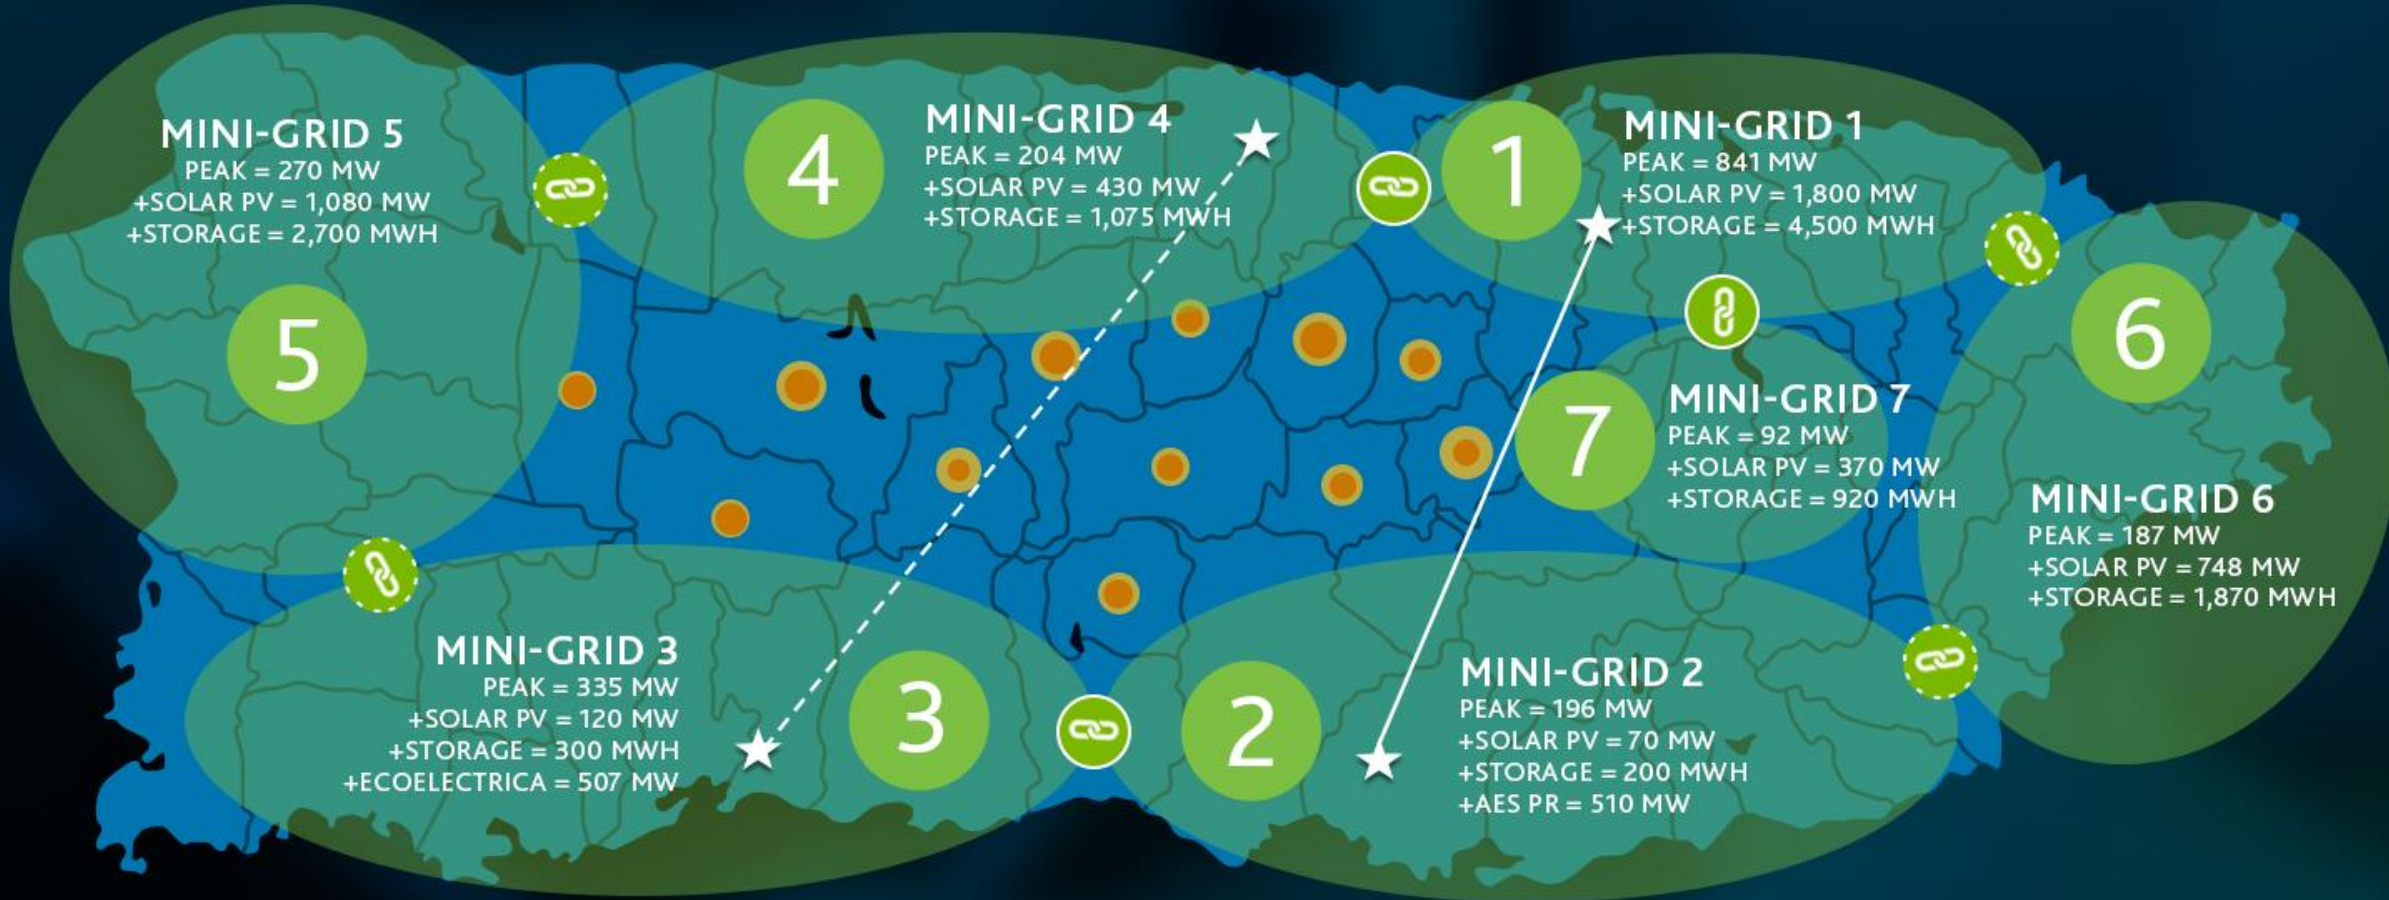 MINI-GRID 5
PEAK = 270 MW
+SOLAR PV = 1,080 MW
+STORAGE = 2,700 MWH
5
4
MINI-GRID 4
PEAK = 204 MW
+SOLAR PV = 430 MW
+STORAGE = 1,075 MWH
1
MINI-GRID 1
PEAK = 841 MW
+SOLAR PV = 1,800 MW
+STORAGE = 4,500 MWH
7
MINI-GRID 7
PEAK = 92 MW
+SOLAR PV = 370 MW
+STORAGE = 920 MWH
6
MINI-GRID 6
PEAK = 187 MW
+SOLAR PV = 748 MW
+STORAGE = 1,870 MWH
MINI-GRID 3
PEAK = 335 MW
+SOLAR PV = 120 MW
+STORAGE = 300 MWH
+ECOELECTRICA = 507 MW
3
2
MINI-GRID 2
PEAK = 196 MW
+SOLAR PV = 70 MW
+STORAGE = 200 MWH
+AES PR = 510 MW